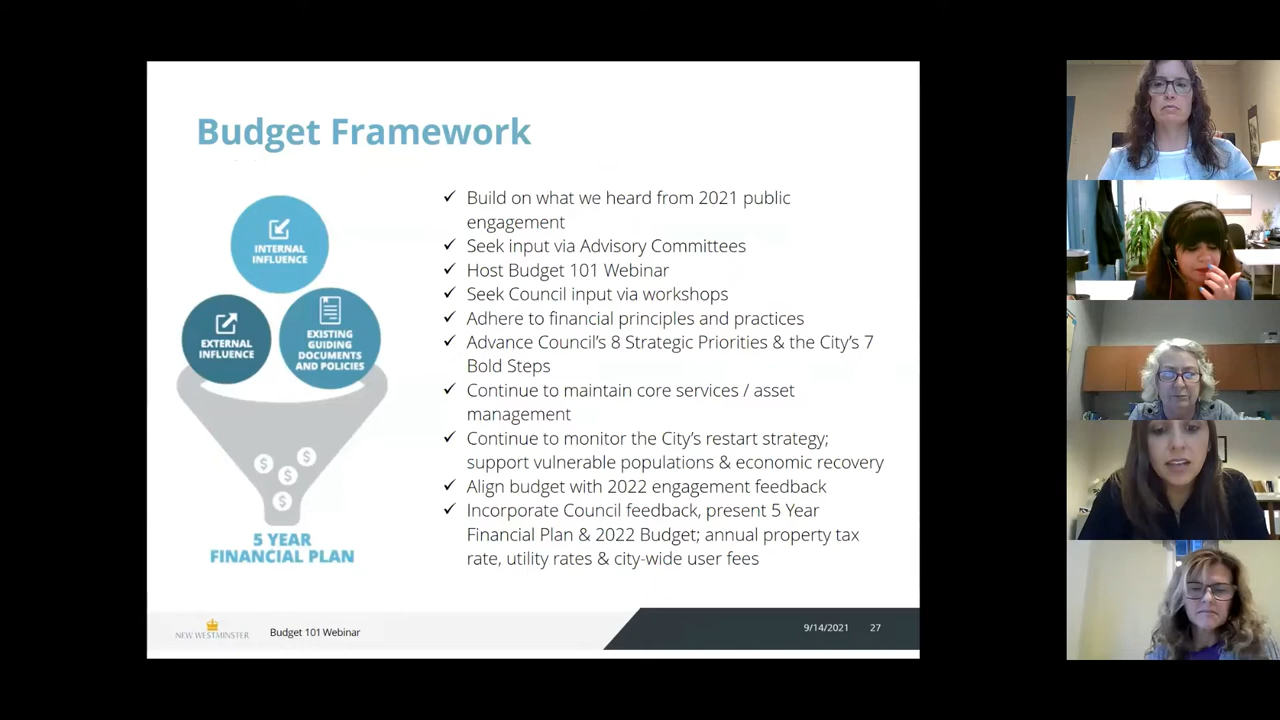 Budget Framework
INTERNAL
INFLUENCE
EXTERNAL
INFLUENCE
EXISTING
GUIDING
DOCUMENTS
AND POLICIES
$
$
$
$
5 YEAR
FINANCIAL PLAN
✓ Build on what we heard from 2021 public
engagement
✓ Seek input via Advisory Committees
✓ Host Budget 101 Webinar
✓ Seek Council input via workshops
✓ Adhere to financial principles and practices
✓ Advance Council's 8 Strategic Priorities & the City's 7
Bold Steps
✓ Continue to maintain core services / asset
management
✓ Continue to monitor the City's restart strategy;
support vulnerable populations & economic recovery
✓ Align budget with 2022 engagement feedback
✓ Incorporate Council feedback, present 5 Year
Financial Plan & 2022 Budget; annual property tax
rate, utility rates & city-wide user fees
NEW WESTMINSTER
Budget 101 Webinar
9/14/2021 27